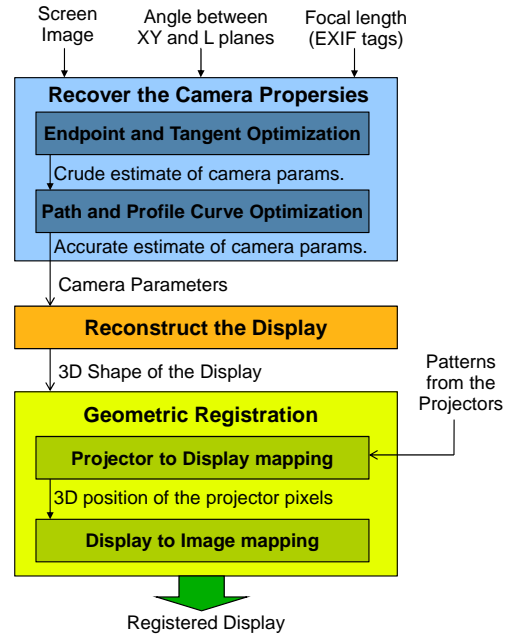 Screen
Image
Angle between
XY and L planes
Focal length
(EXIF tags)
Recover the Camera Propersies
Endpoint and Tangent Optimization
Crude estimate of camera params.
Path and Profile Curve Optimization
Accurate estimate of camera params.
Camera Parameters
Reconstruct the Display
3D Shape of the Display
Patterns
from the
Projectors
Geometric Registration
Projector to Display mapping
3D position of the projector pixels
Display to Image mapping
Registered Display